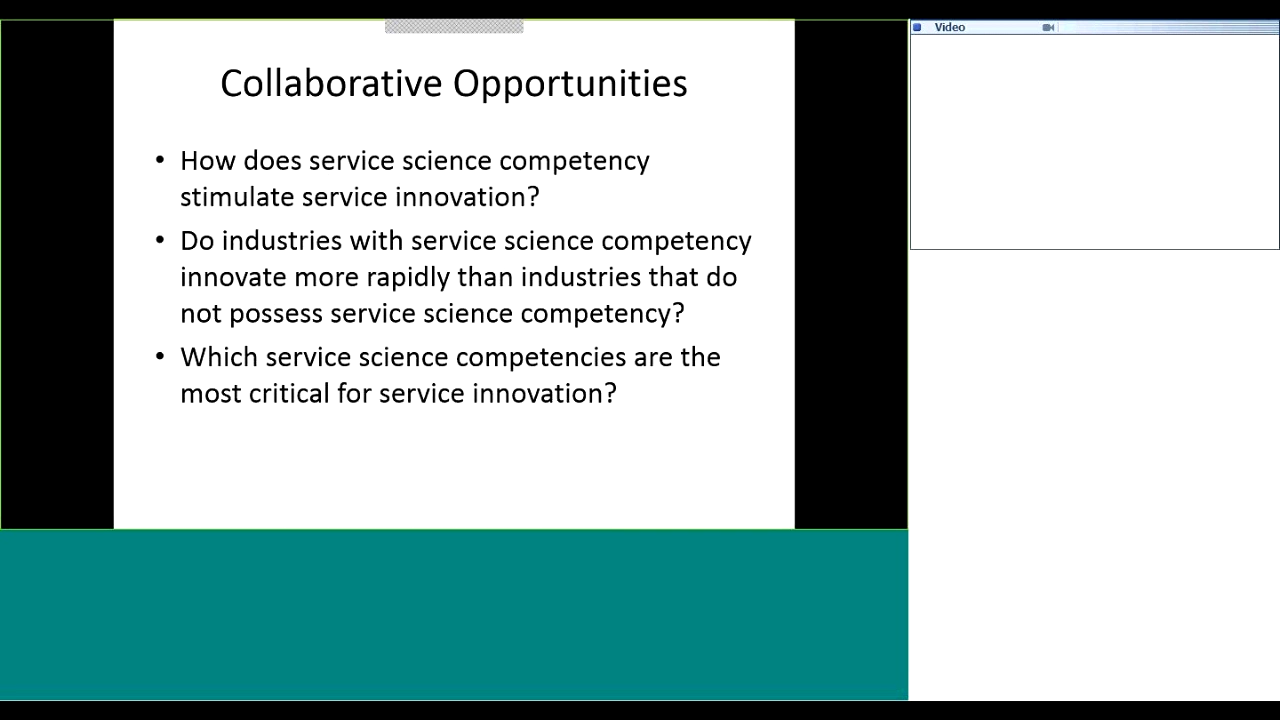 Video
Collaborative Opportunities
• How does service science competency
stimulate service innovation?
• Do industries with service science competency
innovate more rapidly than industries that do
not possess service science competency?
• Which service science competencies are the
most critical for service innovation?